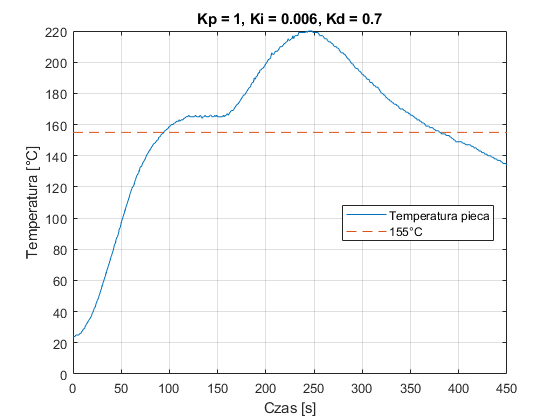 Kp = 1, Ki = 0.006, Kd = 0.7
220
200
180
160
140
120
100
80
60
40
20
0
Temperatura [°C]
Temperatura pieca
155°C
0 50 100 150 200 250 300 350 400 450
Czas [s]